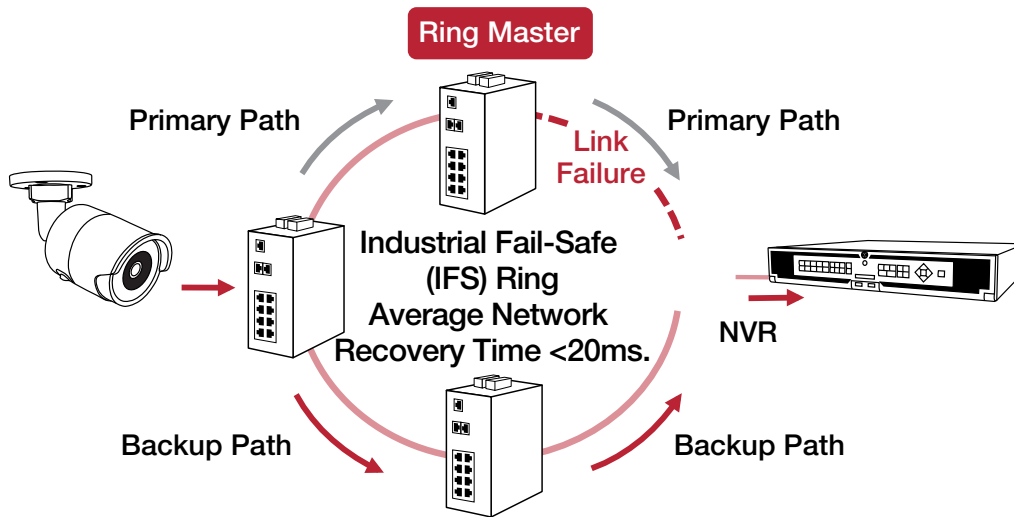 Ring Master
Primary Path
Primary Path
Link
Failure
Industrial Fail-Safe
(IFS) Ring
Average Network
Recovery Time <20ms.
NVR
Backup Path
Backup Path